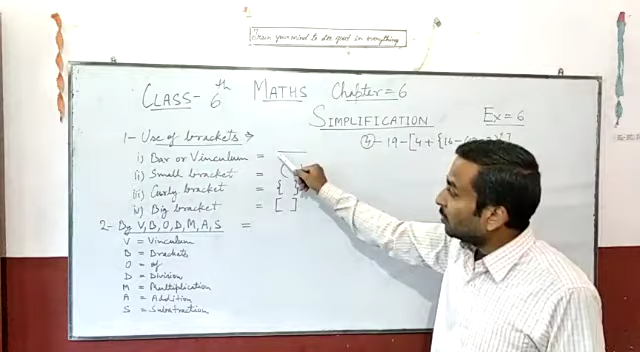 Train your mind to see good in everything
CLASS- 6th MATHS Chapter = 6
SIMPLIFICATION Ex = 6
1- Use of brackets →
④- 19-[4+{16-(
i) Bar or Vinculum = ‾
(ii) Small bracket = (
(iii) Curly bracket = { }
iv) Big bracket = [ ]
2- By V, B, O, D, M, A, S =
V = Vinculum
B = Brackets
O = of
D = Division
M = Multiplication
A = Addition
S = Subtraction